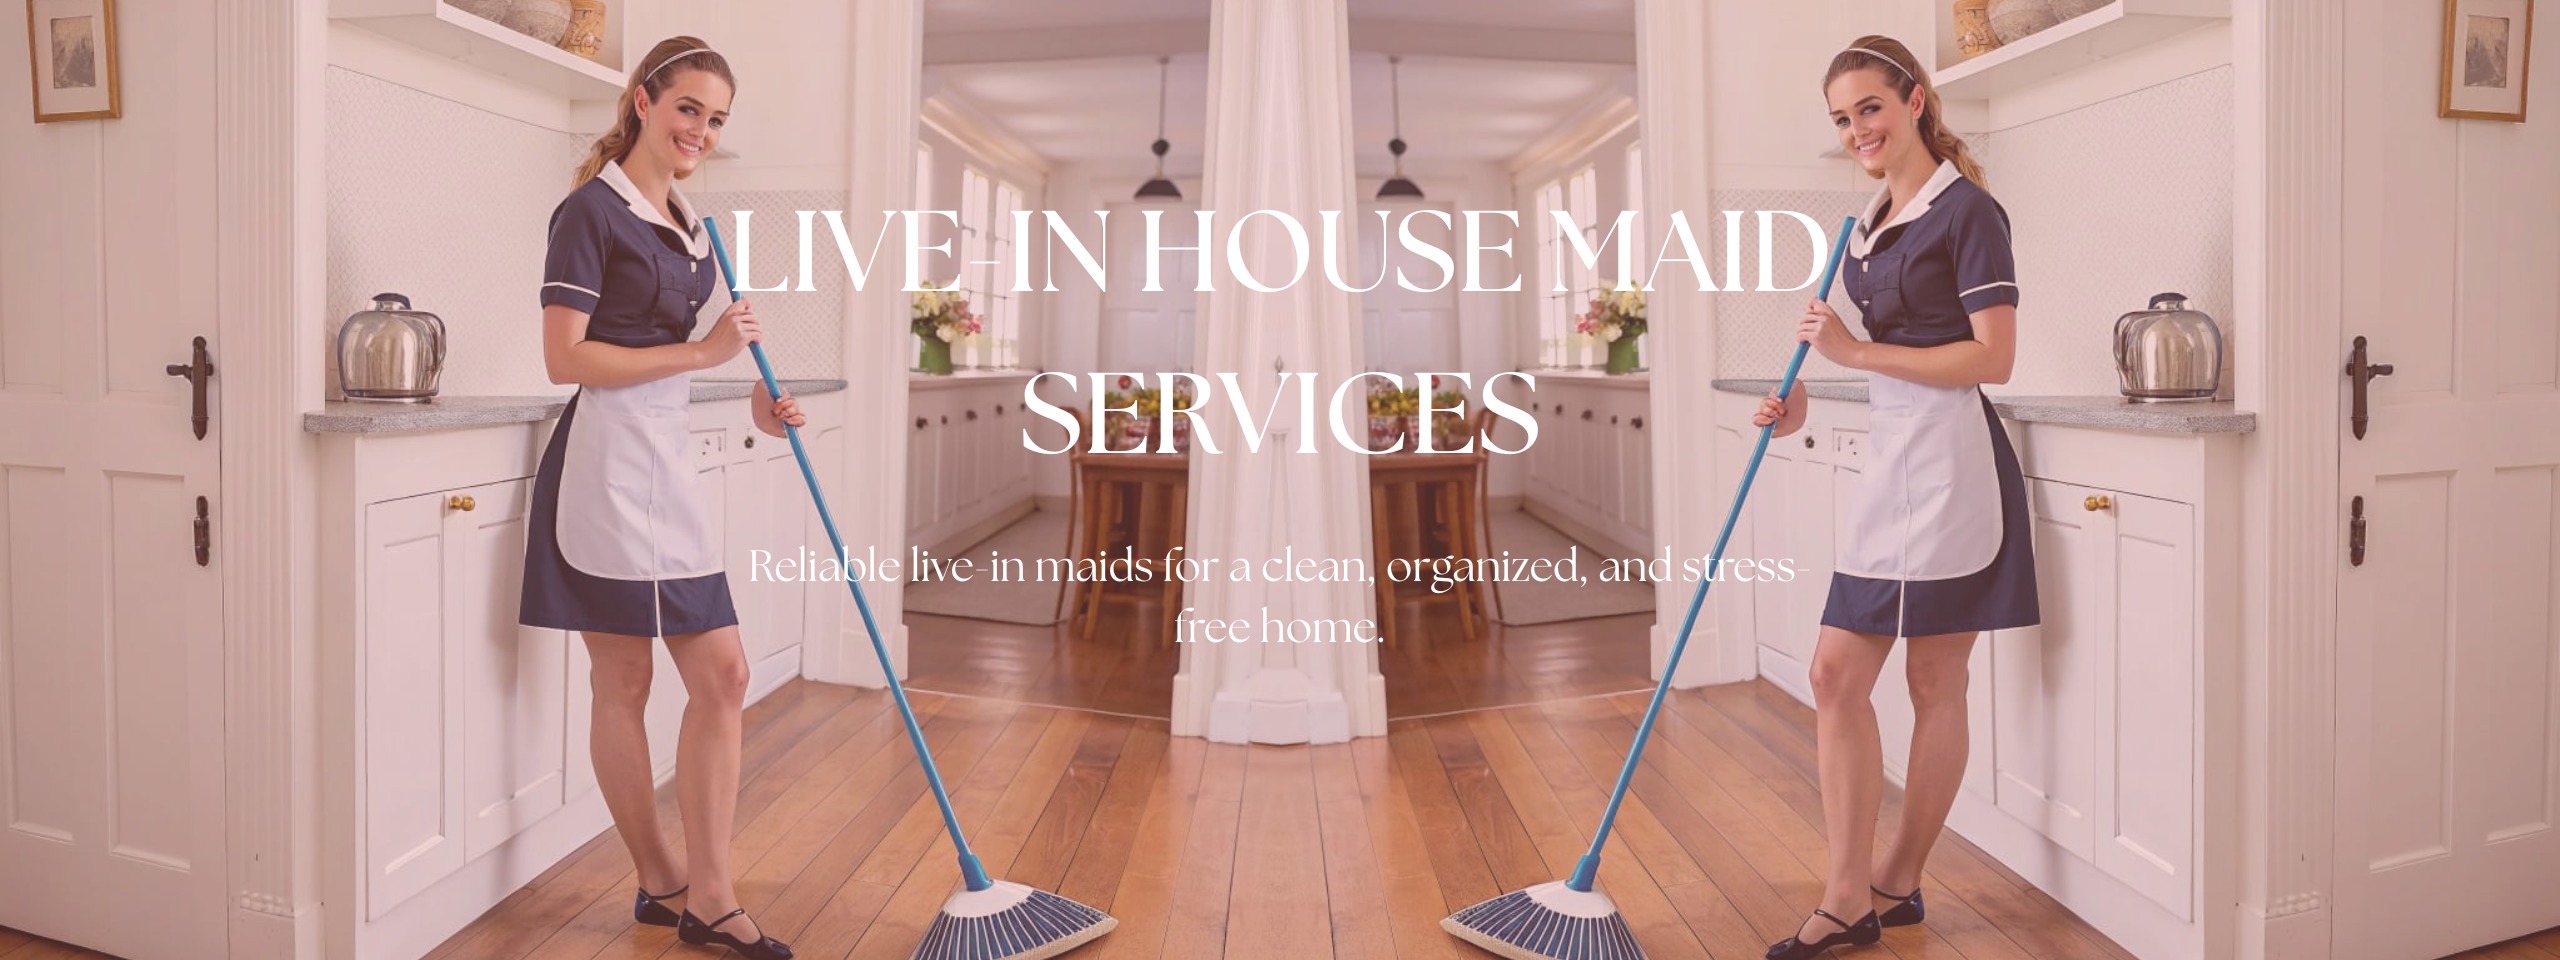 LIVE-IN HOUSE MAID
SERVICES
Reliable live-in maids for a clean, organized, and stress-
free home.